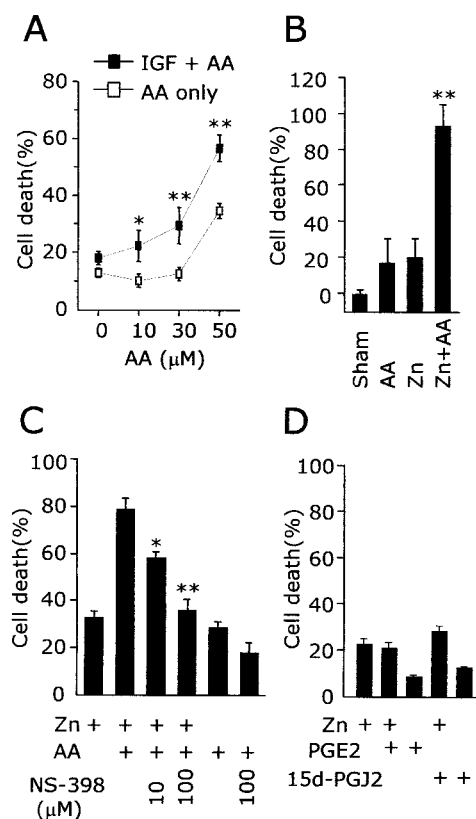 A
IGF + AA
AA only
Cell death(%)
80
60
40
20
0
*
**
**
0 10 30 50
AA (μM)
B
Cell death(%)
120
100
80
60
40
20
0
**
Sham
AA
Zn
Zn+AA
C
Cell death(%)
100
80
60
40
20
0
*
**
Zn + + + +
AA + + + + +
NS-398 (μM) 10 100 100
D
Cell death(%)
100
80
60
40
20
0
Zn + + +
PGE2 + +
15d-PGJ2 + +